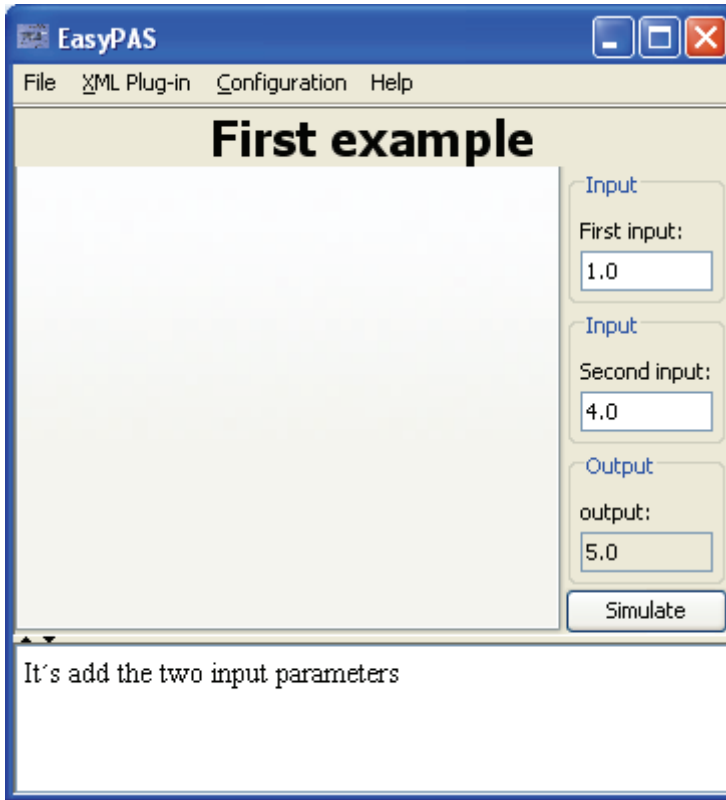 EasyPAS
File XML Plug-in Configuration Help
First example
Input
First input:
1.0
Input
Second input:
4.0
Output
output:
5.0
Simulate
It´s add the two input parameters